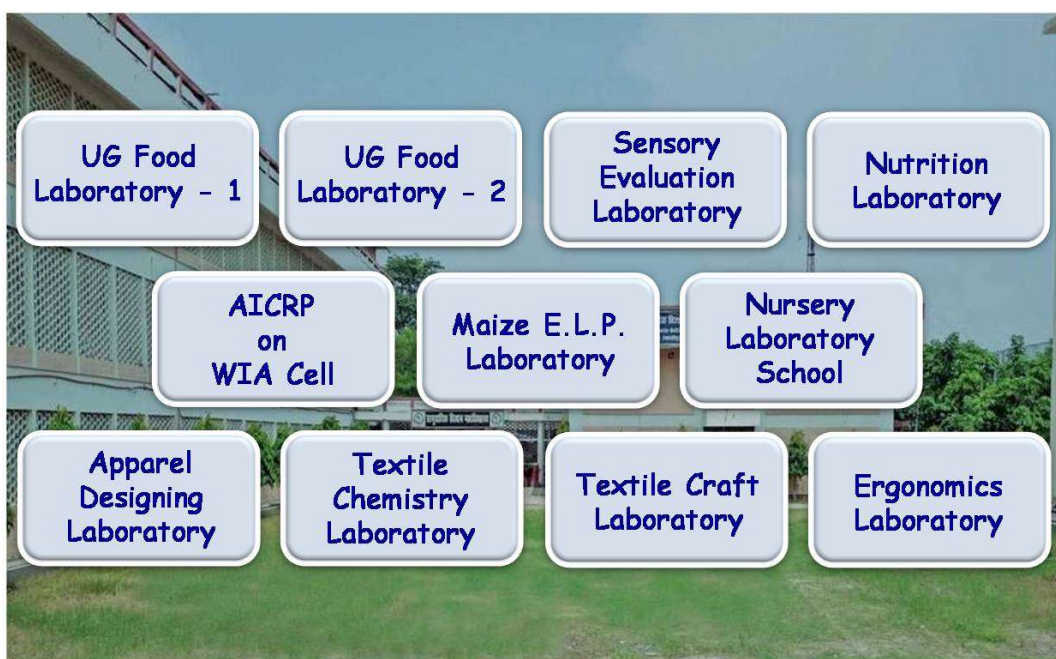 UG Food
Laboratory - 1
UG Food
Laboratory - 2
Sensory
Evaluation
Laboratory
Nutrition
Laboratory
AICRP
on
WIA Cell
Maize E.L.P.
Laboratory
Nursery
Laboratory
School
Apparel
Designing
Laboratory
Textile
Chemistry
Laboratory
Textile Craft
Laboratory
Ergonomics
Laboratory